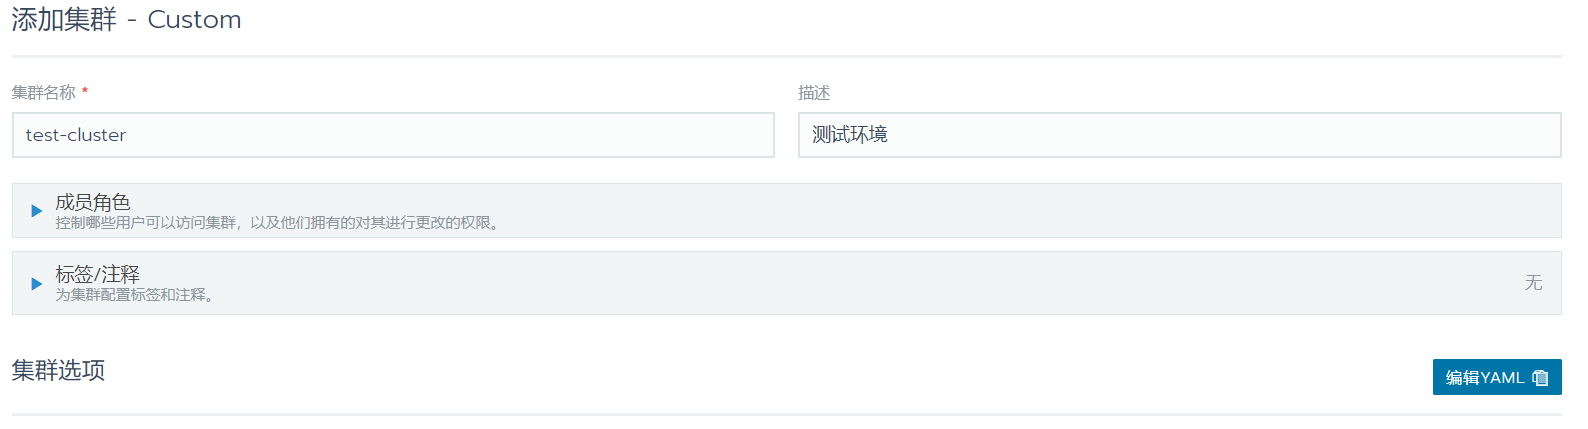 添加集群 - Custom
集群名称 *
描述
test-cluster
测试环境
成员角色
控制哪些用户可以访问集群，以及他们拥有的对其进行更改的权限。
标签/注释
为集群配置标签和注释。
无
集群选项
编辑YAML